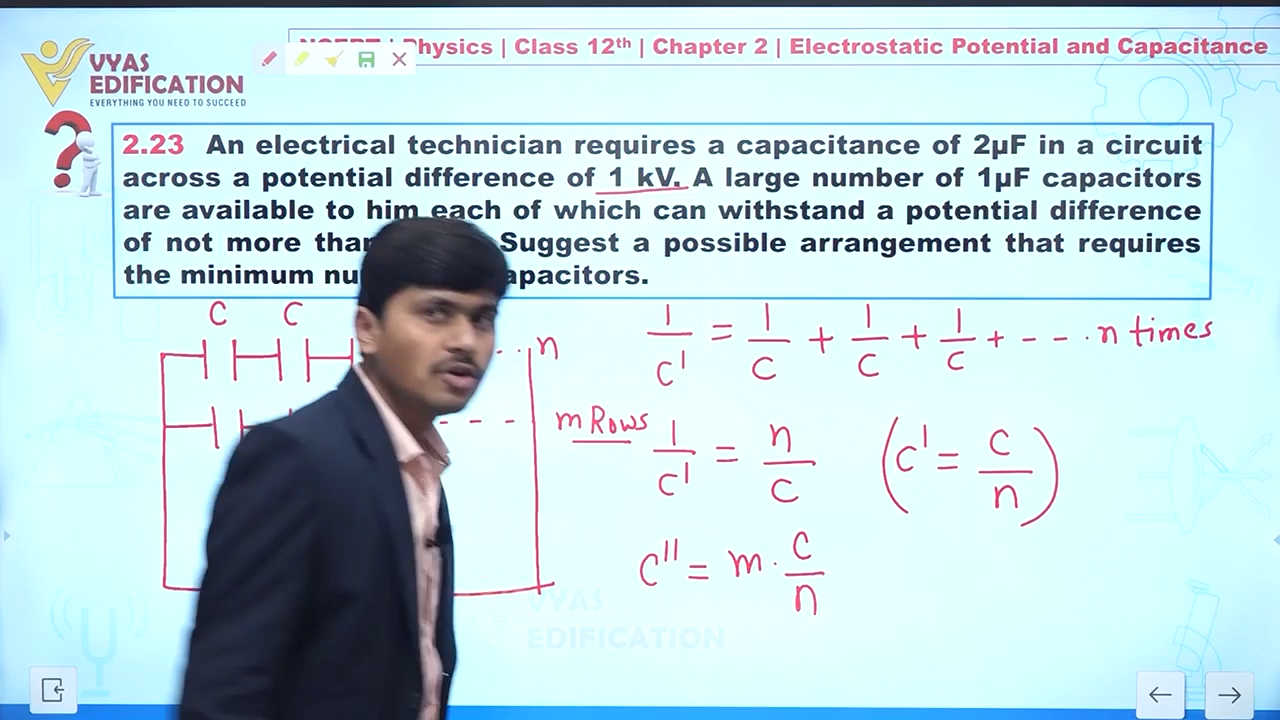 Physics | Class 12th | Chapter 2 | Electrostatic Potential and Capacitance
VYAS
EDIFICATION
EVERYTHING YOU NEED TO SUCCEED
2.23 An electrical technician requires a capacitance of 2µF in a circuit
across a potential difference of 1 kV. A large number of 1µF capacitors
are available to him each of which can withstand a potential difference
of not more Suggest a possible arrangement that requires
the minimum
C C
n
1/C' = 1/C + 1/C + 1/C + --- . n times
m Rows
1/C' = n/C (C' = C/n)
C'' = m . C/n
VYAS
EDIFICATION